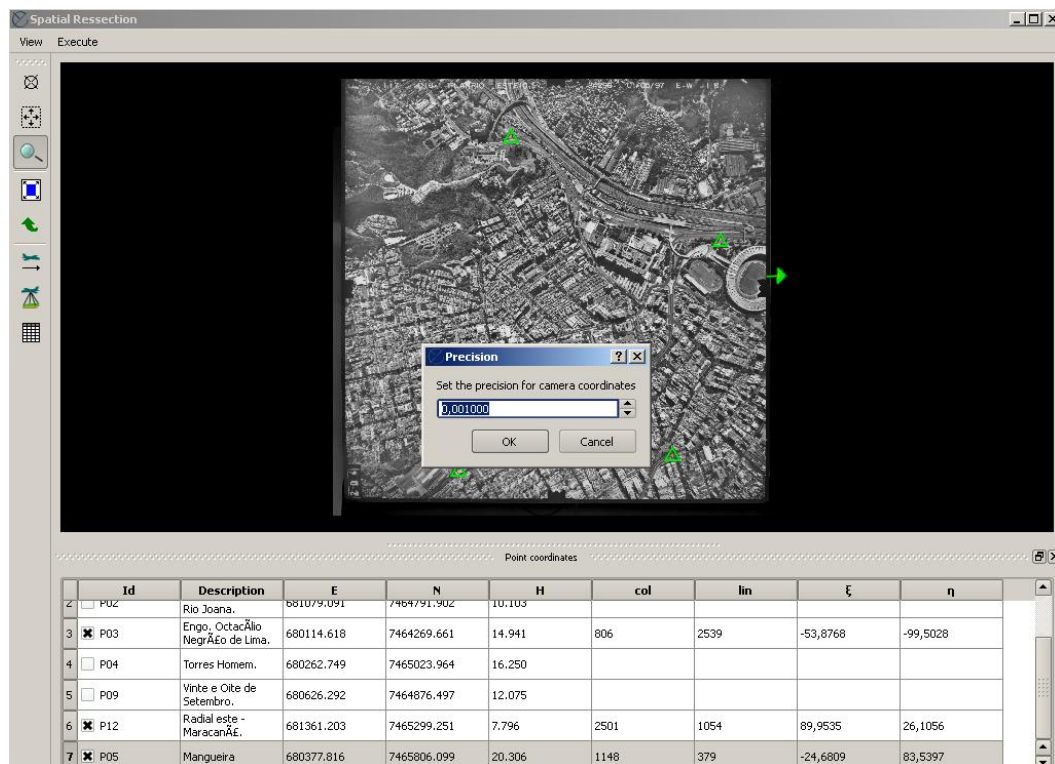 Spatial Ressection
View Execute
Precision
Set the precision for camera coordinates
0,001000
OK Cancel
Point coordinates
Id Description E N H col lin ξ η
2 P02 Rio Joana. 681079.091 7464791.902 10.103
3 P03 Engo. OctacÃlio NegrÃ£o de Lima. 680114.618 7464269.661 14.941 806 2539 -53,8768 -99,5028
4 P04 Torres Homem. 680262.749 7465023.964 16.250
5 P09 Vinte e Oite de Setembro. 680626.292 7464876.497 12.075
6 P12 Radial este - MaracanÃ£. 681361.203 7465299.251 7.796 2501 1054 89,9535 26,1056
7 P05 Mangueira 680377.816 7465806.099 20.306 1148 379 -24,6809 83,5397